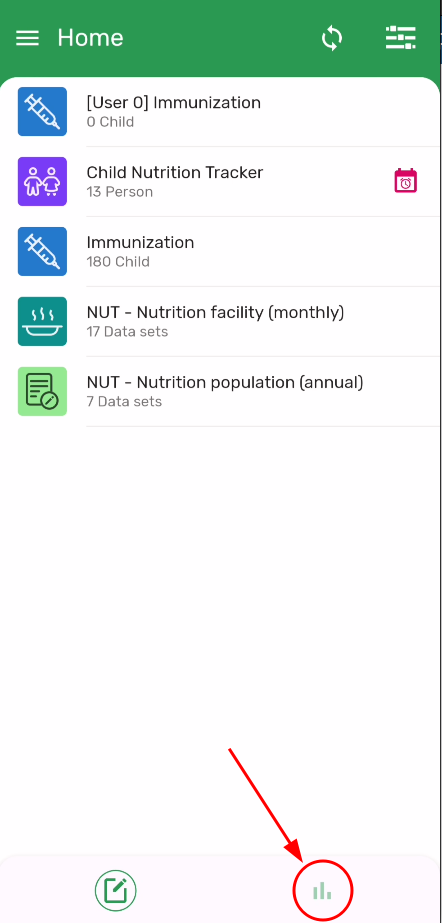 Home
[User 0] Immunization
0 Child
Child Nutrition Tracker
13 Person
Immunization
180 Child
NUT - Nutrition facility (monthly)
17 Data sets
NUT - Nutrition population (annual)
7 Data sets